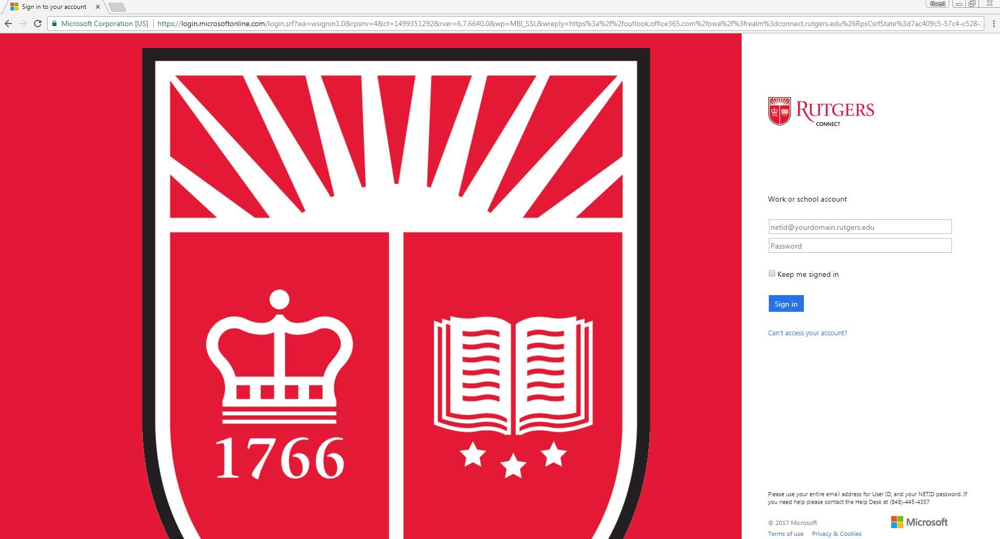 Sign in to your account
Guest
Microsoft Corporation [US]
https://login.microsoftonline.com/login.srf?wa=wsignin1.0&rpsnv=4&ct=1499351292&rver=6.7.6640.0&wp=MBI_SSL&wreply=https%3a%2f%2foutlook.office365.com%2fowa%2f%3frealm%3dconnect.rutgers.edu%26RpsCsrfState%3d7ac409c5-57c4-c528-
RUTGERS
CONNECT
Work or school account
netid@yourdomain.rutgers.edu
Password
Keep me signed in
Sign in
Can't access your account?
1766
1766
Please use your entire email address for User ID, and your NETID password. If
you need help please contact the Help Desk at (848)-445-4357
© 2017 Microsoft
Microsoft
Terms of use
Privacy & Cookies